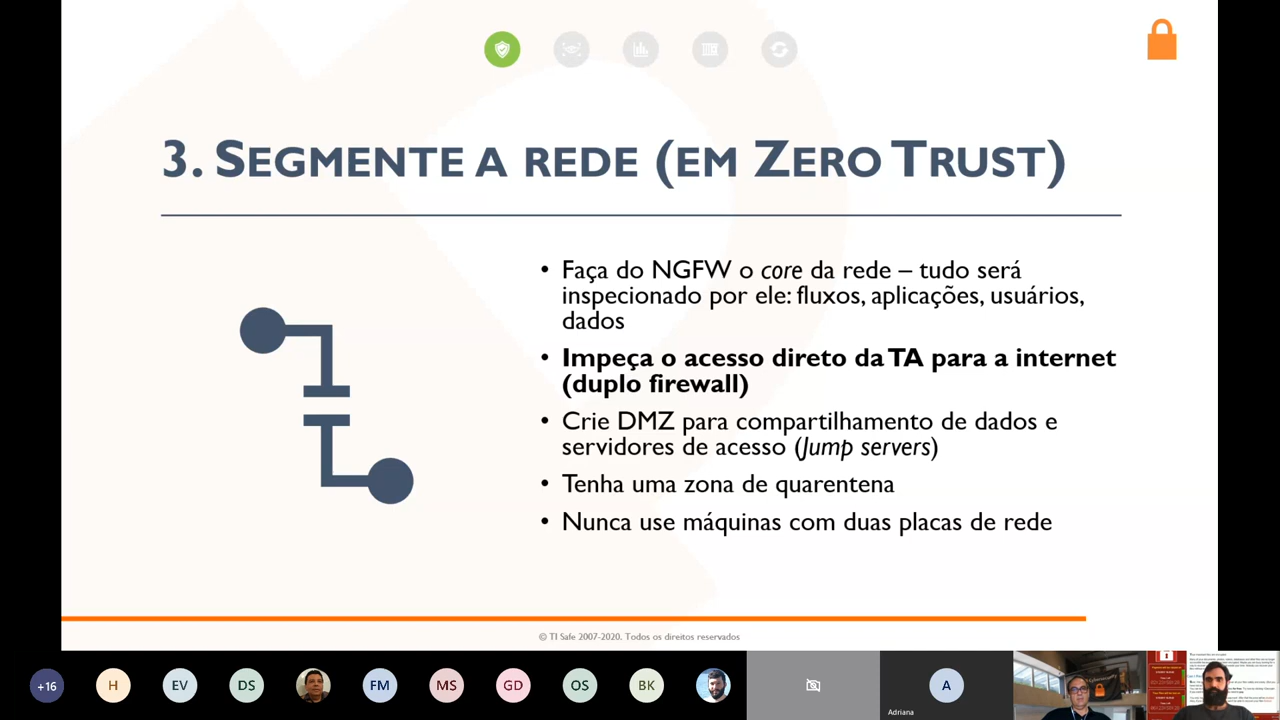 3. SEGMENTE A REDE (EM ZERO TRUST)
• Faça do NGFW o core da rede – tudo será
inspecionado por ele: fluxos, aplicações, usuários,
dados
• Impeça o acesso direto da TA para a internet
(duplo firewall)
• Crie DMZ para compartilhamento de dados e
servidores de acesso (Jump servers)
• Tenha uma zona de quarentena
• Nunca use máquinas com duas placas de rede
© TI Safe 2007-2020. Todos os direitos reservados
+16
H
EV
DS
FM
GD
OS
BK
A
Adriana